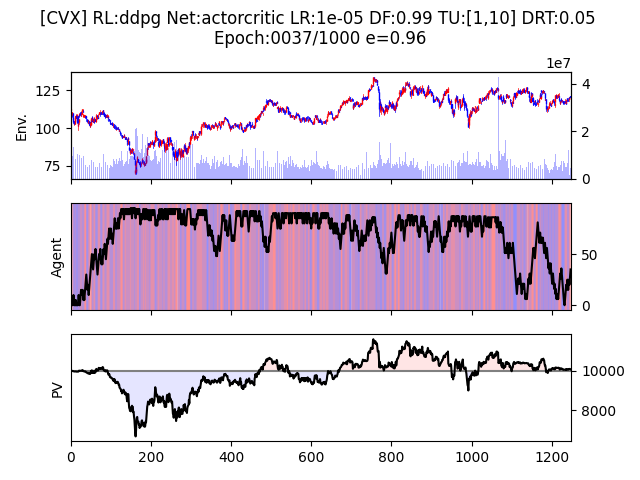 [CVX] RL:ddpg Net:actorcritic LR:1e-05 DF:0.99 TU:[1,10] DRT:0.05
Epoch:0037/1000 e=0.96
1e7
Env.
125
100
75
4
2
0
Agent
50
0
PV
10000
8000
0 200 400 600 800 1000 1200